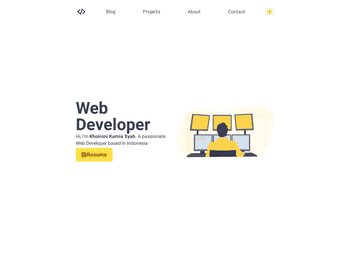 Blog Projects About Contact
Web
Developer
Hi, I'm Khoironi Kurnia Syah. A passionate
Web Developer based in Indonesia
Resume